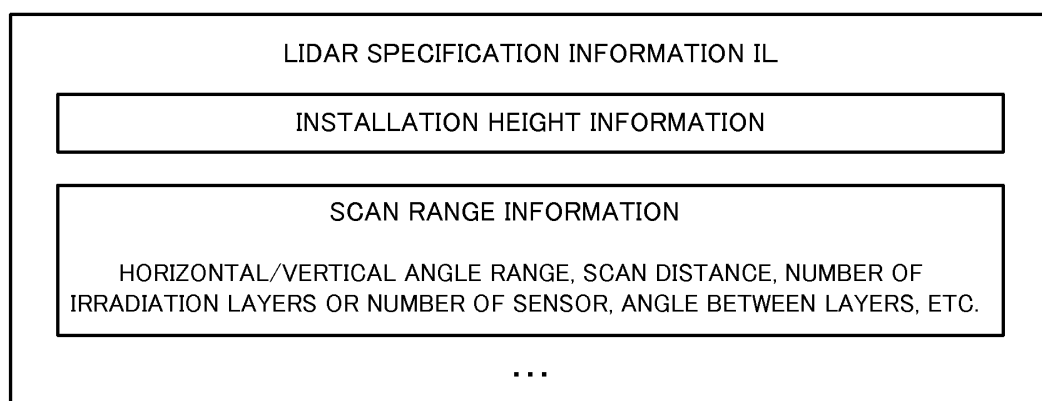 LIDAR SPECIFICATION INFORMATION IL
INSTALLATION HEIGHT INFORMATION
SCAN RANGE INFORMATION
HORIZONTAL/VERTICAL ANGLE RANGE, SCAN DISTANCE, NUMBER OF
IRRADIATION LAYERS OR NUMBER OF SENSOR, ANGLE BETWEEN LAYERS, ETC.
...